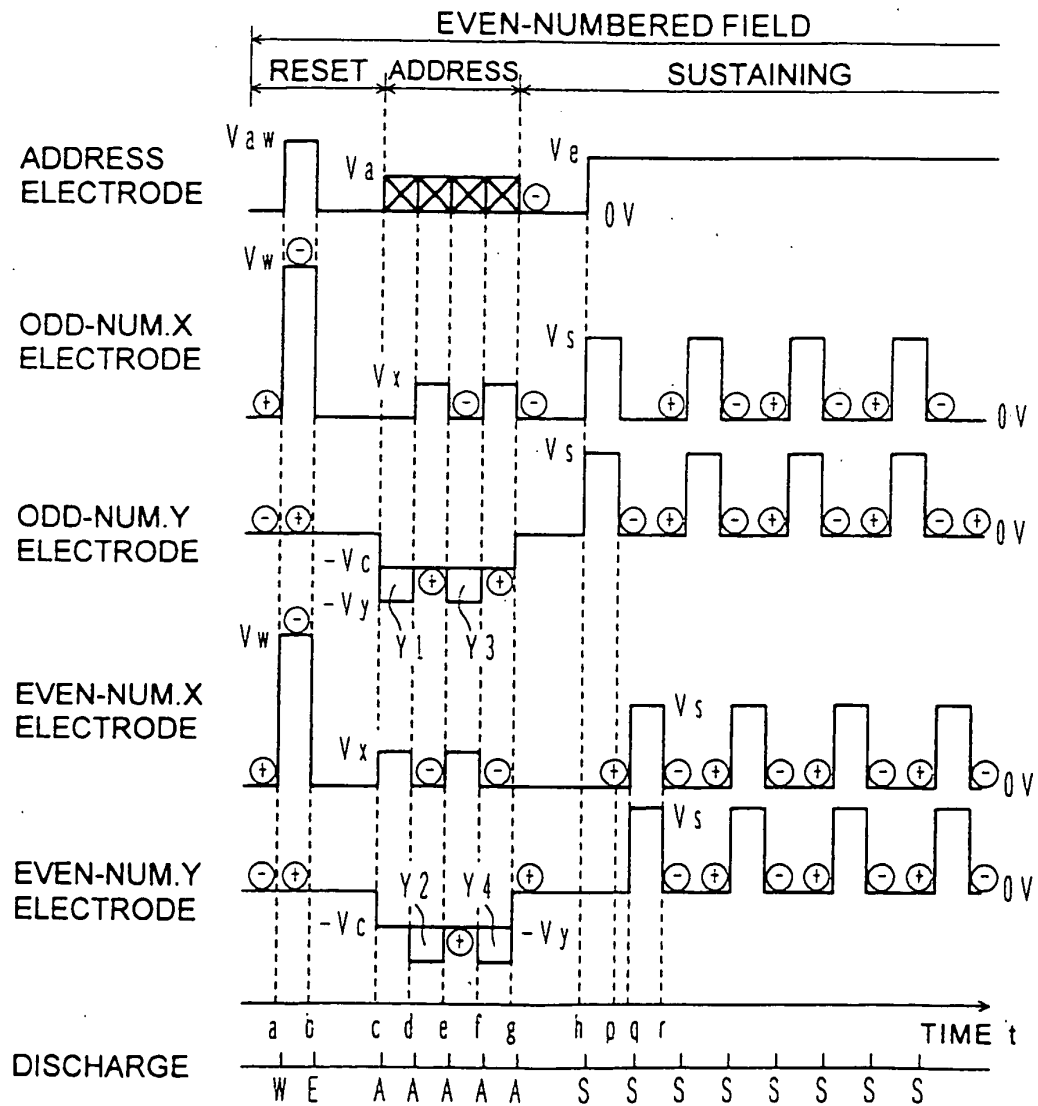 EVEN-NUMBERED FIELD
RESET ADDRESS SUSTAINING
ADDRESS
ELECTRODE
Vaw
Va
Ve
0V
ODD-NUM.X
ELECTRODE
Vw
Vx
Vs
0V
ODD-NUM.Y
ELECTRODE
Vs
0V
-Vc
-Vy
Y1 Y3
EVEN-NUM.X
ELECTRODE
Vw
Vx
Vs
0V
EVEN-NUM.Y
ELECTRODE
Vs
0V
Y2 Y4
-Vc
-Vy
a b c d e f g h p q r TIME t
DISCHARGE
W E A A A A A S S S S S S S S